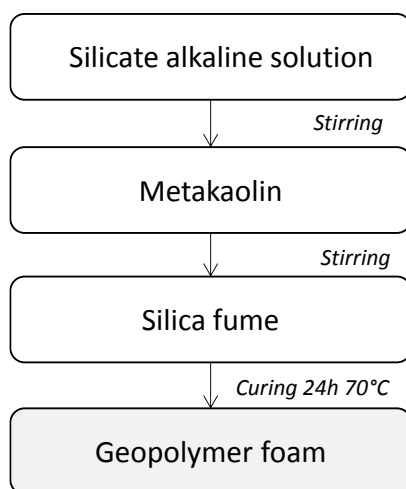 Silicate alkaline solution
Stirring
Metakaolin
Stirring
Silica fume
Curing 24h 70°C
Geopolymer foam